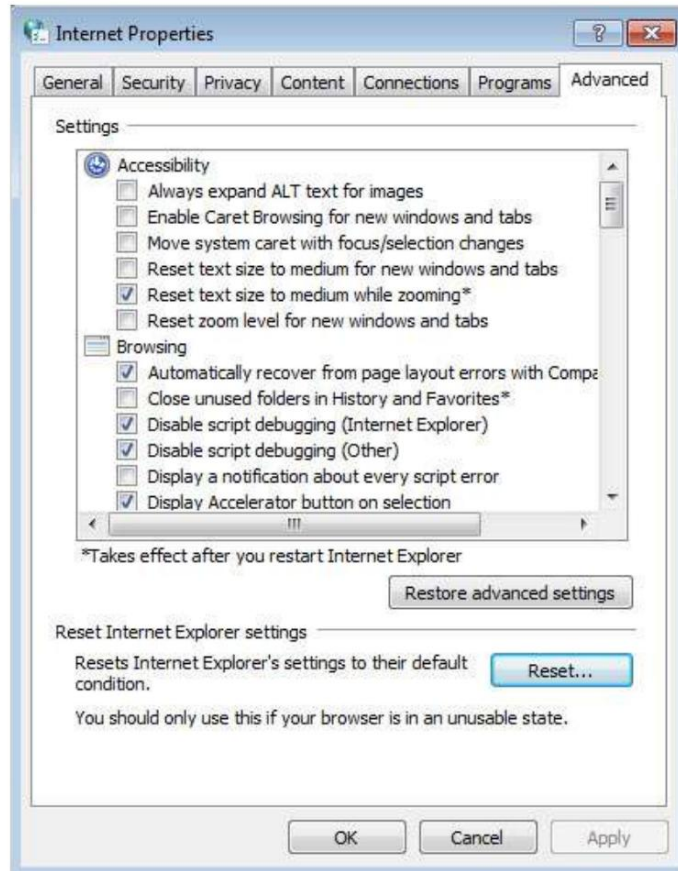 Internet Properties
General Security Privacy Content Connections Programs Advanced
Settings
Accessibility
Always expand ALT text for images
Enable Caret Browsing for new windows and tabs
Move system caret with focus/selection changes
Reset text size to medium for new windows and tabs
Reset text size to medium while zooming*
Reset zoom level for new windows and tabs
Browsing
Automatically recover from page layout errors with Compa
Close unused folders in History and Favorites*
Disable script debugging (Internet Explorer)
Disable script debugging (Other)
Display a notification about every script error
Display Accelerator button on selection
*Takes effect after you restart Internet Explorer
Restore advanced settings
Reset Internet Explorer settings
Resets Internet Explorer's settings to their default
condition.
Reset...
You should only use this if your browser is in an unusable state.
OK Cancel Apply